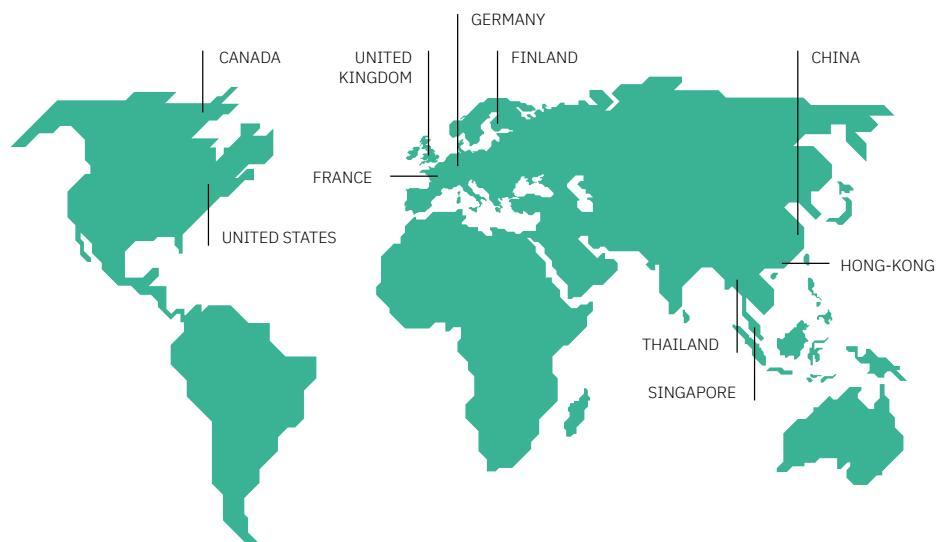 GERMANY
CANADA
UNITED
KINGDOM
FINLAND
CHINA
FRANCE
UNITED STATES
HONG-KONG
THAILAND
SINGAPORE